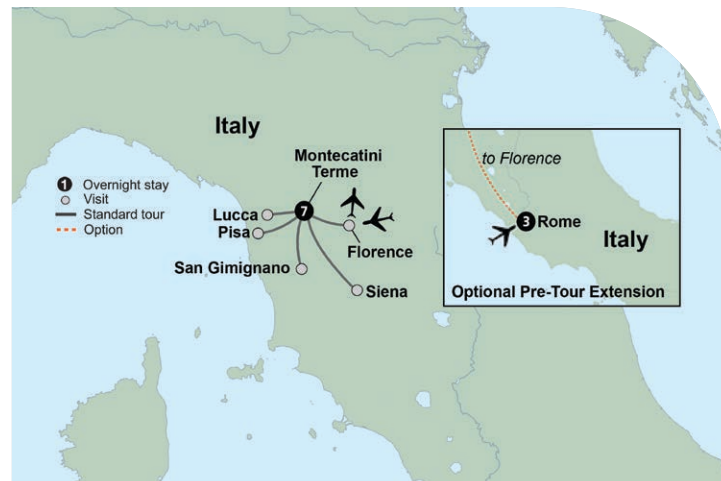 Italy
Montecatini
Terme
1 Overnight stay
Visit
Standard tour
Option
7
Lucca
Pisa
Florence
San Gimignano
Siena
to Florence
3 Rome
Italy
Optional Pre-Tour Extension